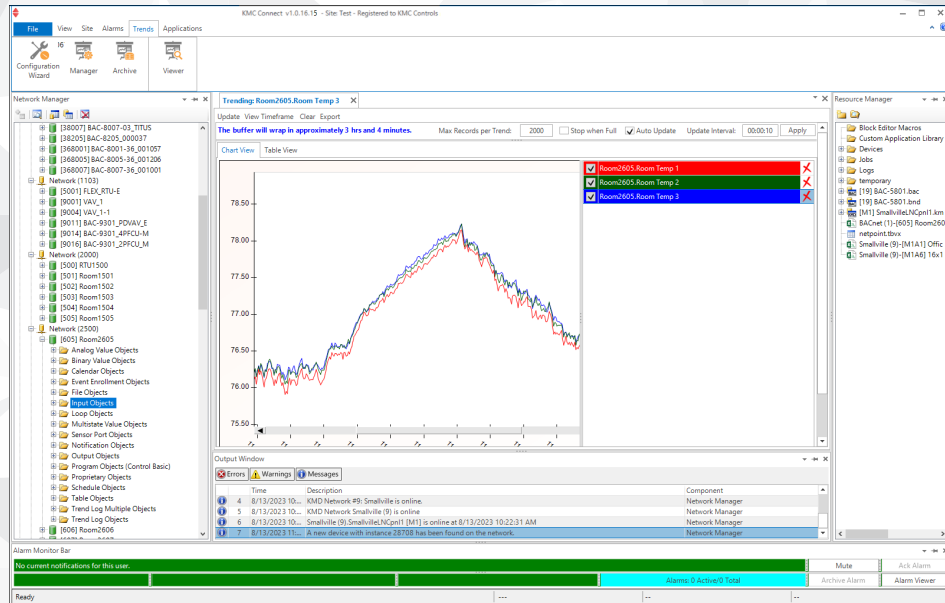 KMC Connect v1.0.16.15 - Site: Test - Registered to KMC Controls
File View Site Alarms Trends Applications
Configuration Wizard
Manager
Archive
Viewer
Network Manager
[38007] BAC-8007-03_TITUS
[38205] BAC-8205_000037
[368001] BAC-8001-36_001057
[368005] BAC-8005-36_001206
[368007] BAC-8007-36_001001
Network (1103)
[5001] FLEX_RTU-E
[9001] VAV_1
[9004] VAV_1-1
[9011] BAC-9301_PDVAV_E
[9014] BAC-9301_4PFCU-M
[9016] BAC-9301_2PFCU_M
Network (2000)
[500] RTU1500
[501] Room1501
[502] Room1502
[503] Room1503
[504] Room1504
[505] Room1505
Network (2500)
[605] Room2605
Analog Value Objects
Binary Value Objects
Calendar Objects
Event Enrollment Objects
File Objects
Input Objects
Loop Objects
Multistate Value Objects
Sensor Port Objects
Notification Objects
Output Objects
Program Objects (Control Basic)
Proprietary Objects
Schedule Objects
Table Objects
Trend Log Multiple Objects
Trend Log Objects
[606] Room2606
Trending: Room2605.Room Temp 3
Update View Timeframe Clear Export
The buffer will wrap in approximately 3 hrs and 4 minutes. Max Records per Trend: 2000 Stop when Full Auto Update Update Interval: 00:00:10 Apply
Chart View Table View
78.50
78.00
77.50
77.00
76.50
76.00
75.50
Room2605.Room Temp 1
Room2605.Room Temp 2
Room2605.Room Temp 3
Resource Manager
Block Editor Macros
Custom Application Library
Devices
Jobs
Logs
temporary
[19] BAC-5801.bac
[19] BAC-5801.bnd
[M1] SmallvilleLNCpnl1.km
BACnet (1)-[605] Room260
netpoint.tbvx
Smallville (9)-[M1A1] Offic
Smallville (9)-[M1A6] 16x1
Output Window
Errors Warnings Messages
Time Description Component
4 8/13/2023 10:... KMD Network #9: Smallville is online. Network Manager
5 8/13/2023 10:... KMD Network Smallville (9) is online Network Manager
6 8/13/2023 10:... Smallville (9).SmallvilleLNCpnl1 [M1] is online at 8/13/2023 10:22:31 AM Network Manager
7 8/13/2023 11:... A new device with instance 28708 has been found on the network. Network Manager
Alarm Monitor Bar
No current notifications for this user. Mute Ack Alarm
Alarms: 0 Active/0 Total Archive Alarm Alarm Viewer
Ready --- -- --